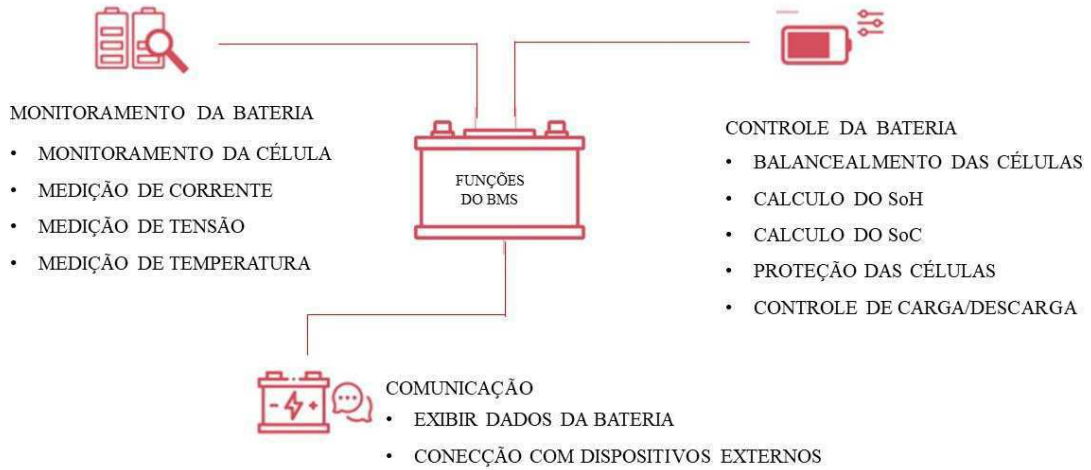 MONITORAMENTO DA BATERIA
• MONITORAMENTO DA CÉLULA
• MEDIÇÃO DE CORRENTE
• MEDIÇÃO DE TENSÃO
• MEDIÇÃO DE TEMPERATURA
FUNÇÕES
DO BMS
CONTROLE DA BATERIA
• BALANCEALMENTO DAS CÉLULAS
• CALCULO DO SoH
• CALCULO DO SoC
• PROTEÇÃO DAS CÉLULAS
• CONTROLE DE CARGA/DESCARGA
COMUNICAÇÃO
• EXIBIR DADOS DA BATERIA
• CONECÇÃO COM DISPOSITIVOS EXTERNOS